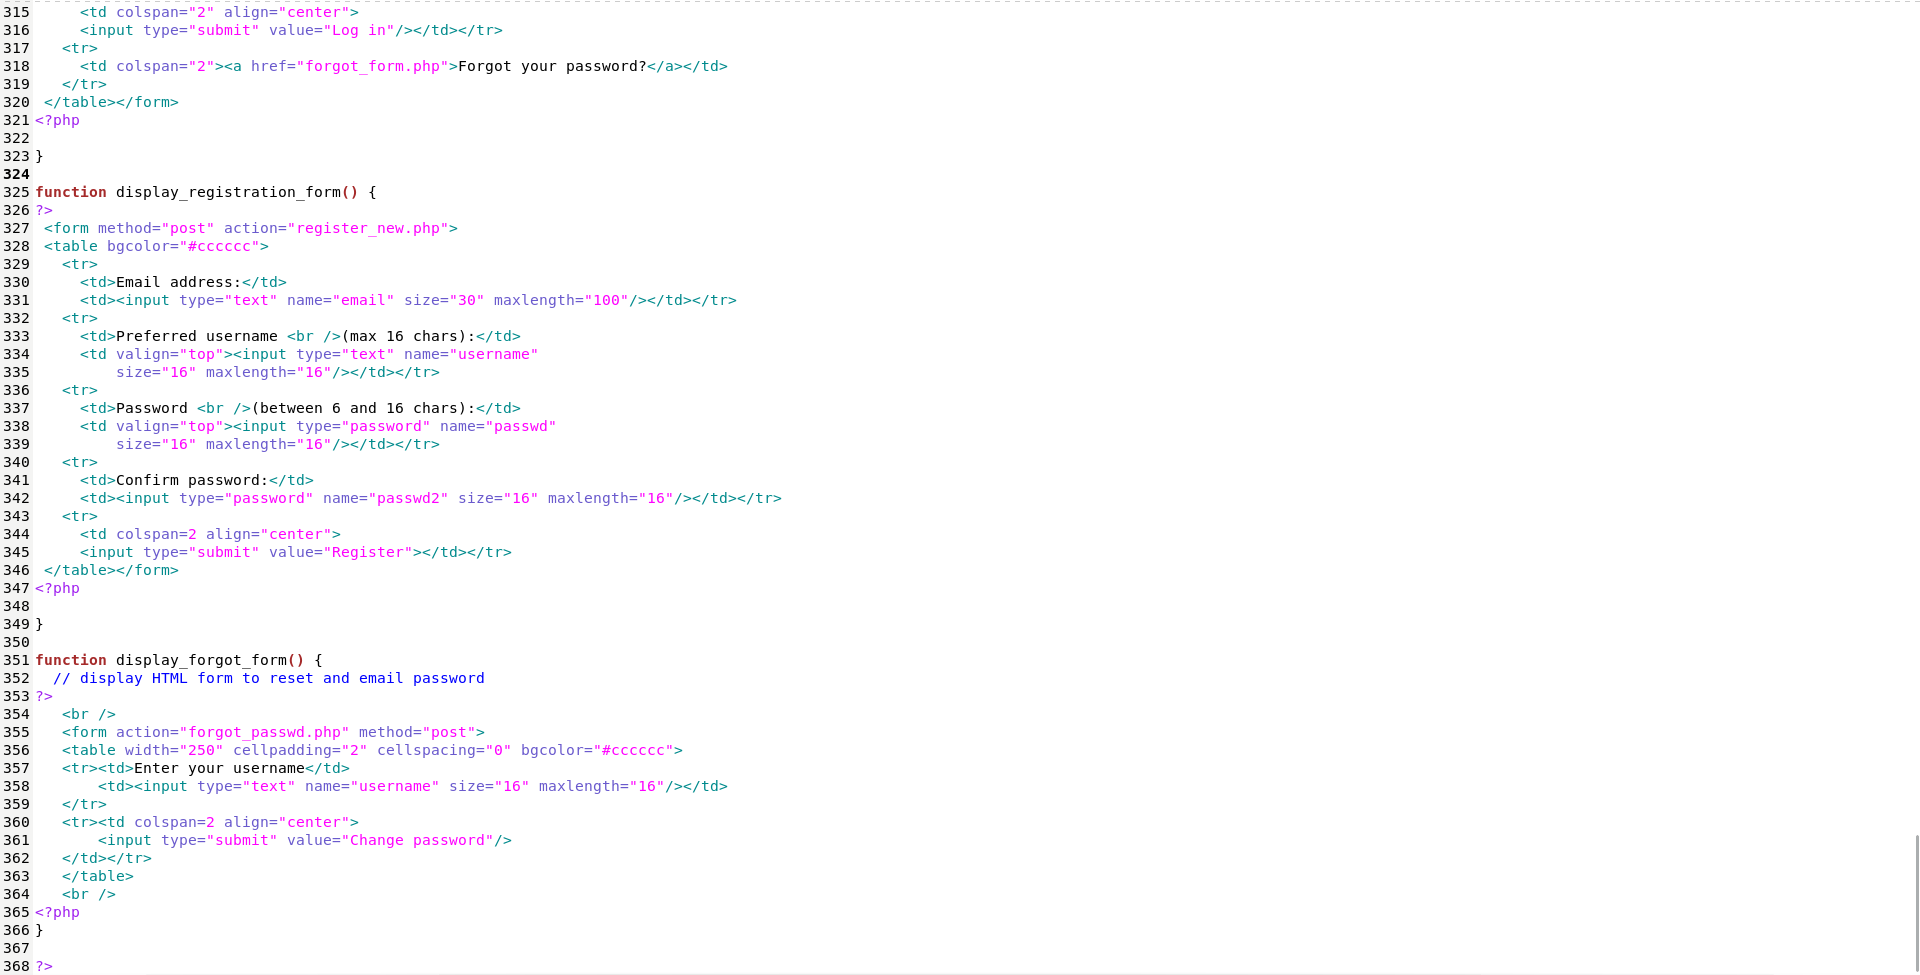 315      <td colspan="2" align="center">
316      <input type="submit" value="Log in"/></td></tr>
317    <tr>
318      <td colspan="2"><a href="forgot_form.php">Forgot your password?</a></td>
319    </tr>
320  </table></form>
321 <?php
322
323 }
324
325 function display_registration_form() {
326 ?>
327  <form method="post" action="register_new.php">
328  <table bgcolor="#cccccc">
329    <tr>
330      <td>Email address:</td>
331      <td><input type="text" name="email" size="30" maxlength="100"/></td></tr>
332    <tr>
333      <td>Preferred username <br />(max 16 chars):</td>
334      <td valign="top"><input type="text" name="username"
335          size="16" maxlength="16"/></td></tr>
336    <tr>
337      <td>Password <br />(between 6 and 16 chars):</td>
338      <td valign="top"><input type="password" name="passwd"
339          size="16" maxlength="16"/></td></tr>
340    <tr>
341      <td>Confirm password:</td>
342      <td><input type="password" name="passwd2" size="16" maxlength="16"/></td></tr>
343    <tr>
344      <td colspan=2 align="center">
345      <input type="submit" value="Register"></td></tr>
346  </table></form>
347 <?php
348
349 }
350
351 function display_forgot_form() {
352   // display HTML form to reset and email password
353 ?>
354    <br />
355    <form action="forgot_passwd.php" method="post">
356    <table width="250" cellpadding="2" cellspacing="0" bgcolor="#cccccc">
357    <tr><td>Enter your username</td>
358        <td><input type="text" name="username" size="16" maxlength="16"/></td>
359    </tr>
360    <tr><td colspan=2 align="center">
361        <input type="submit" value="Change password"/>
362    </td></tr>
363    </table>
364    <br />
365 <?php
366 }
367
368 ?>